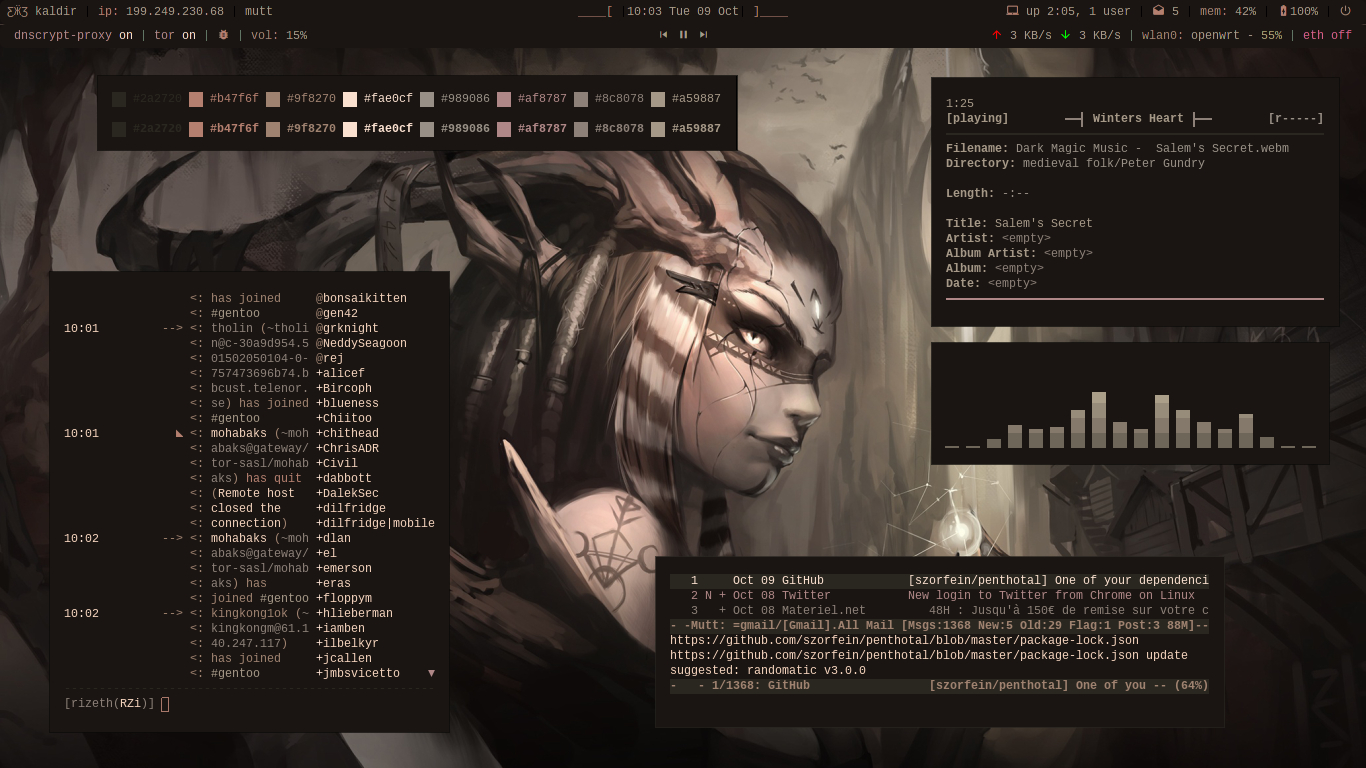 kaldir | ip: 199.249.230.68 | mutt
____[ |10:03 Tue 09 Oct| ]____
up 2:05, 1 user | 5 | mem: 42% | 100% |
dnscrypt-proxy on | tor on | | vol: 15%
3 KB/s 3 KB/s | wlan0: openwrt - 55% | eth off
#2a2720 #b47f6f #9f8270 #fae0cf #989086 #af8787 #8c8078 #a59887
#2a2720 #b47f6f #9f8270 #fae0cf #989086 #af8787 #8c8078 #a59887
1:25
[playing] ─┤ Winters Heart ├─ [r-----]
Filename: Dark Magic Music -  Salem's Secret.webm
Directory: medieval folk/Peter Gundry
Length: -:--
Title: Salem's Secret
Artist: <empty>
Album Artist: <empty>
Album: <empty>
Date: <empty>
<: has joined @bonsaikitten
<: #gentoo @gen42
10:01 --> <: tholin (~tholi @grknight
<: n@c-30a9d954.5 @NeddySeagoon
<: 01502050104-0- @rej
<: 757473696b74.b +alicef
<: bcust.telenor. +Bircoph
<: se) has joined +blueness
<: #gentoo +Chiitoo
10:01 ◣ <: mohabaks (~moh +chithead
<: abaks@gateway/ +ChrisADR
<: tor-sasl/mohab +Civil
<: aks) has quit +dabbott
<: (Remote host +DalekSec
<: closed the +dilfridge
<: connection) +dilfridge|mobile
10:02 --> <: mohabaks (~moh +dlan
<: abaks@gateway/ +el
<: tor-sasl/mohab +emerson
<: aks) has +eras
<: joined #gentoo +floppym
10:02 --> <: kingkong1ok (~ +hlieberman
<: kingkongm@61.1 +iamben
<: 40.247.117) +ilbelkyr
<: has joined +jcallen
<: #gentoo +jmbsvicetto ▼
[rizeth(RZi)]
1 Oct 09 GitHub [szorfein/penthotal] One of your dependenci
2 N + Oct 08 Twitter New login to Twitter from Chrome on Linux
3 + Oct 08 Materiel.net 48H : Jusqu'à 150€ de remise sur votre c
- -Mutt: =gmail/[Gmail].All Mail [Msgs:1368 New:5 Old:29 Flag:1 Post:3 88M]--
https://github.com/szorfein/penthotal/blob/master/package-lock.json
https://github.com/szorfein/penthotal/blob/master/package-lock.json update
suggested: randomatic v3.0.0
- - 1/1368: GitHub [szorfein/penthotal] One of you -- (64%)